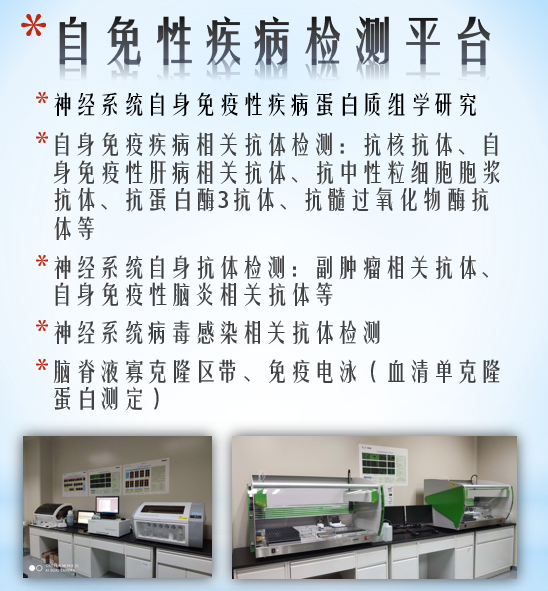 *自免性疾病检测平台
*神经系统自身免疫性疾病蛋白质组学研究
*自身免疫疾病相关抗体检测：抗核抗体、自
身免疫性肝病相关抗体、抗中性粒细胞胞浆
抗体、抗蛋白酶3抗体、抗髓过氧化物酶抗
体等
*神经系统自身抗体检测：副肿瘤相关抗体、
自身免疫性脑炎相关抗体等
*神经系统病毒感染相关抗体检测
*脑脊液寡克隆区带、免疫电泳（血清单克隆
蛋白测定）